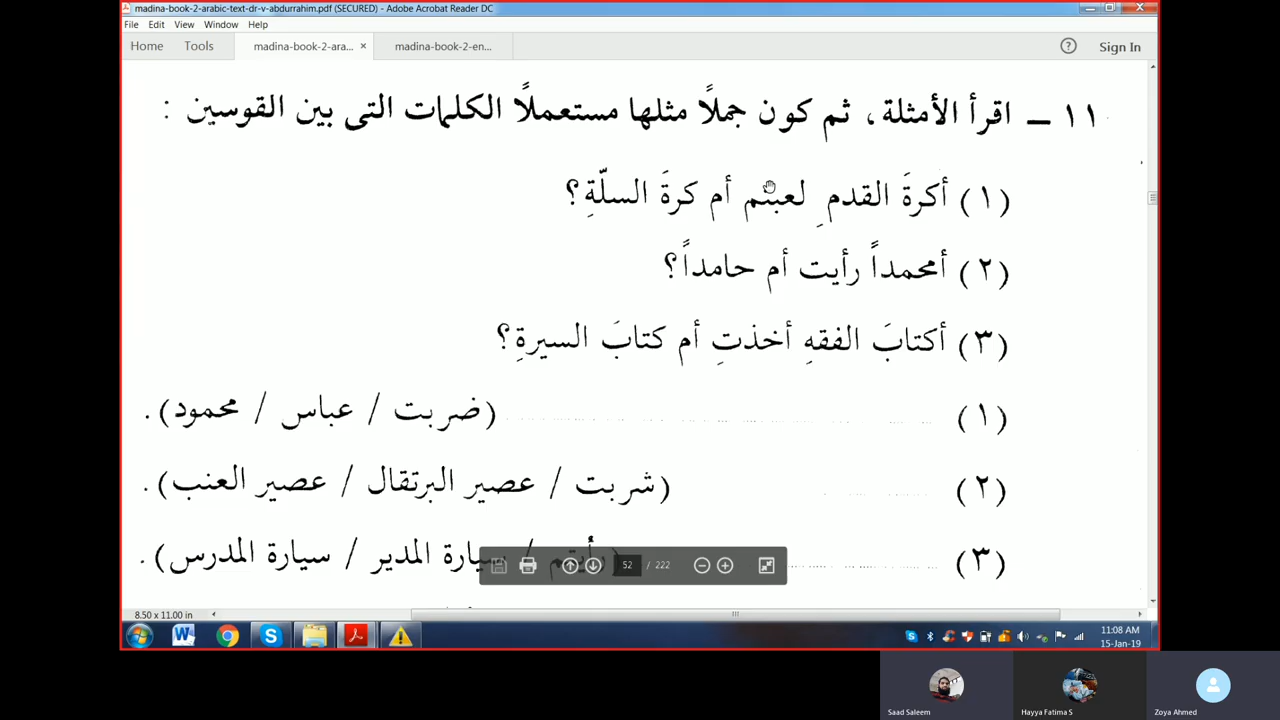 madina-book-2-arabic-text-dr-v-abdurrahim.pdf (SECURED) - Adobe Acrobat Reader DC
File Edit View Window Help
Home Tools madina-book-2-ara... × madina-book-2-en... ? Sign In
١١ ــ اقرأ الأمثلة، ثم كون جملاً مثلها مستعملاً الكلمات التى بين القوسين :
(١) أكرةَ القدمِ لعبتم أم كرةَ السلّةِ؟
(٢) أمحمداً رأيت أم حامداً؟
(٣) أكتابَ الفقهِ أخذتِ أم كتابَ السيرةِ؟
(١) (ضربت / عباس / محمود).
(٢) (شربت / عصير البرتقال / عصير العنب).
(٣) (رأيتم / سيارة المدير / سيارة المدرس).
52 / 222
8.50 x 11.00 in
11:08 AM
15-Jan-19
Saad Saleem
Hayya Fatima S
Zoya Ahmed